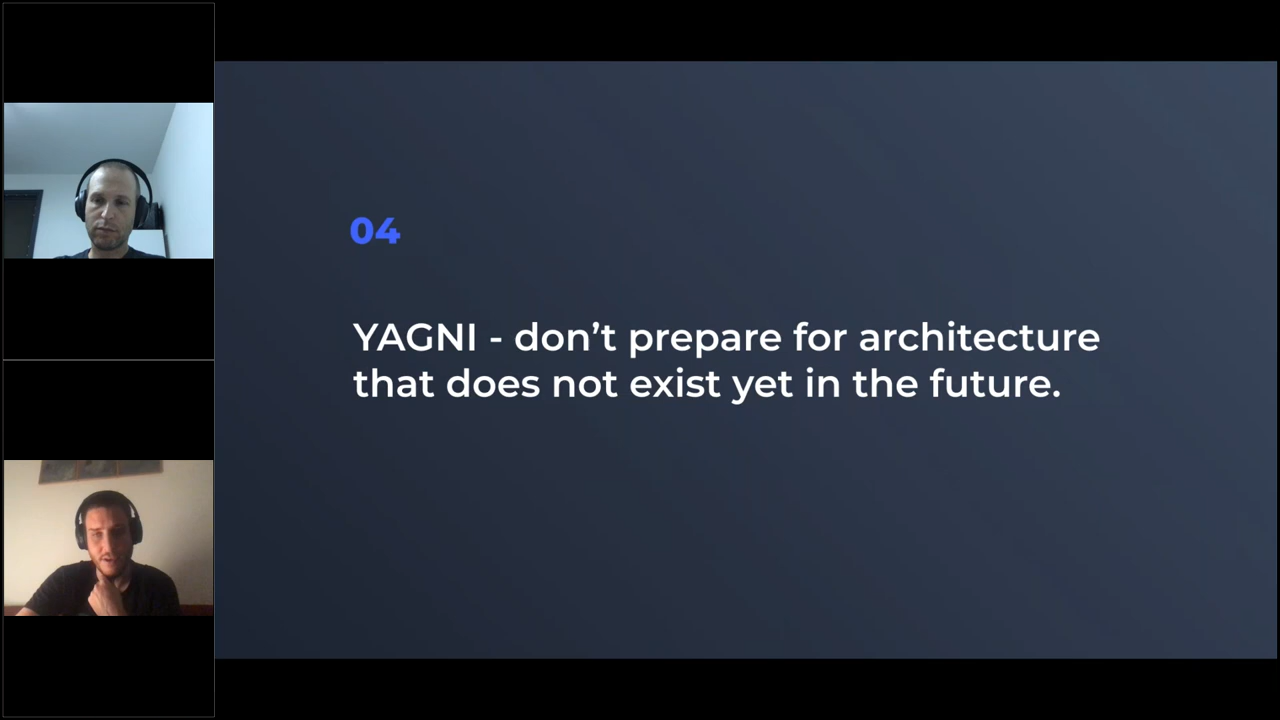 04
YAGNI - don’t prepare for architecture
that does not exist yet in the future.